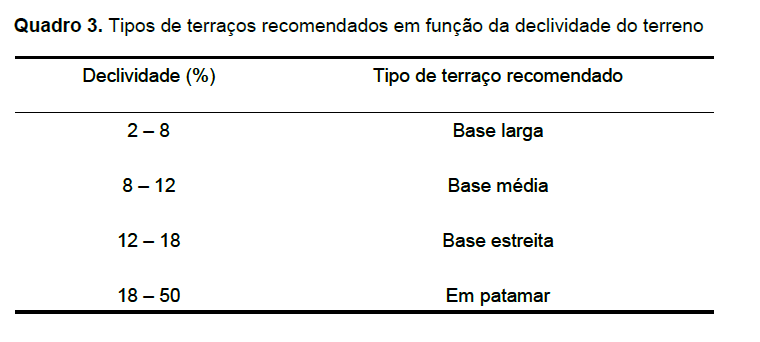 Quadro 3. Tipos de terraços recomendados em função da declividade do terreno
Declividade (%) Tipo de terraço recomendado
2 – 8 Base larga
8 – 12 Base média
12 – 18 Base estreita
18 – 50 Em patamar